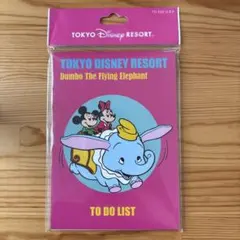 TOKYO Disney RESORT
TOKYO DISNEY RESORT
Dumbo The Flying Elephant
TO DO LIST